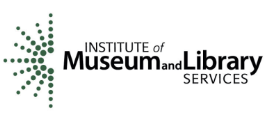 INSTITUTE of
Museum and Library
SERVICES